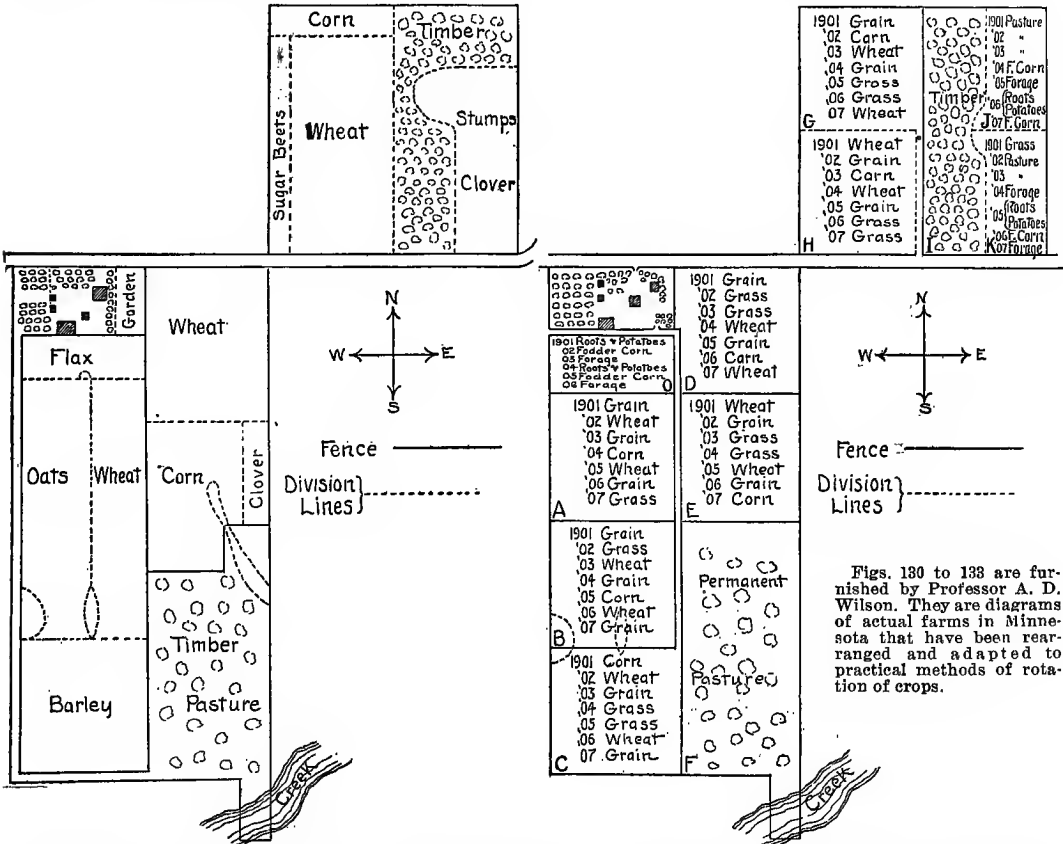 Corn
Timber
Sugar Beets
Wheat
Stumps
Clover
Garden
Flax
Wheat
Oats
Wheat
Corn
Clover
Timber
Pasture
Barley
Creek
N
W
E
S
Fence
Division
Lines
1901 Grain
'02 Corn
'03 Wheat
'04 Grain
'05 Grass
'06 Grass
'07 Wheat
G
1901 Wheat
'02 Grain
'03 Corn
'04 Wheat
'05 Grain
'06 Grass
'07 Grass
H
Timber
I
1901 Pasture
'02 "
'03 "
'04 F. Corn
'05 Forage
'06 (Roots
(Potatoes
J '07 F. Corn
1901 Grass
'02 Pasture
'03 "
'04 Forage
'05 (Roots
(Potatoes
'06 F. Corn
K '07 Forage
1901 Roots & Potatoes
02 Fodder Corn
03 Forage
04 Roots & Potatoes
05 Fodder Corn
06 Forage
O
1901 Grain
'02 Grass
'03 Grass
'04 Wheat
'05 Grain
'06 Corn
'07 Wheat
D
1901 Grain
'02 Wheat
'03 Grain
'04 Corn
'05 Wheat
'06 Grain
'07 Grass
A
1901 Wheat
'02 Grain
'03 Grass
'04 Grass
'05 Wheat
'06 Grain
'07 Corn
E
1901 Grain
'02 Grass
'03 Wheat
'04 Grain
'05 Corn
'06 Wheat
'07 Grain
B
1901 Corn
'02 Wheat
'03 Grain
'04 Grass
'05 Grass
'06 Wheat
'07 Grain
C
Permanent
Pasture
F
Creek
N
W
E
S
Fence
Division
Lines
Figs. 130 to 133 are fur-
nished by Professor A. D.
Wilson. They are diagrams
of actual farms in Minne-
sota that have been rear-
ranged and adapted to
practical methods of rota-
tion of crops.